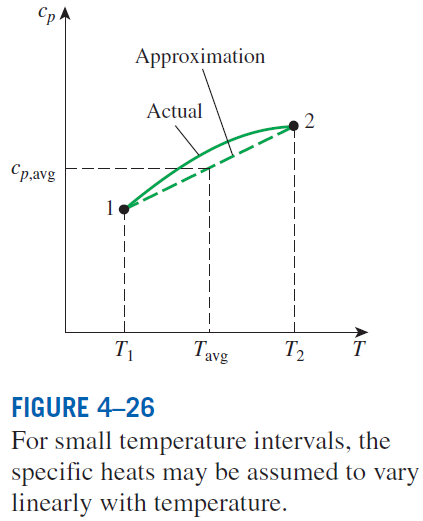 cp
Approximation
Actual
2
cp,avg
1
T1
Tavg
T2
T
FIGURE 4–26
For small temperature intervals, the
specific heats may be assumed to vary
linearly with temperature.